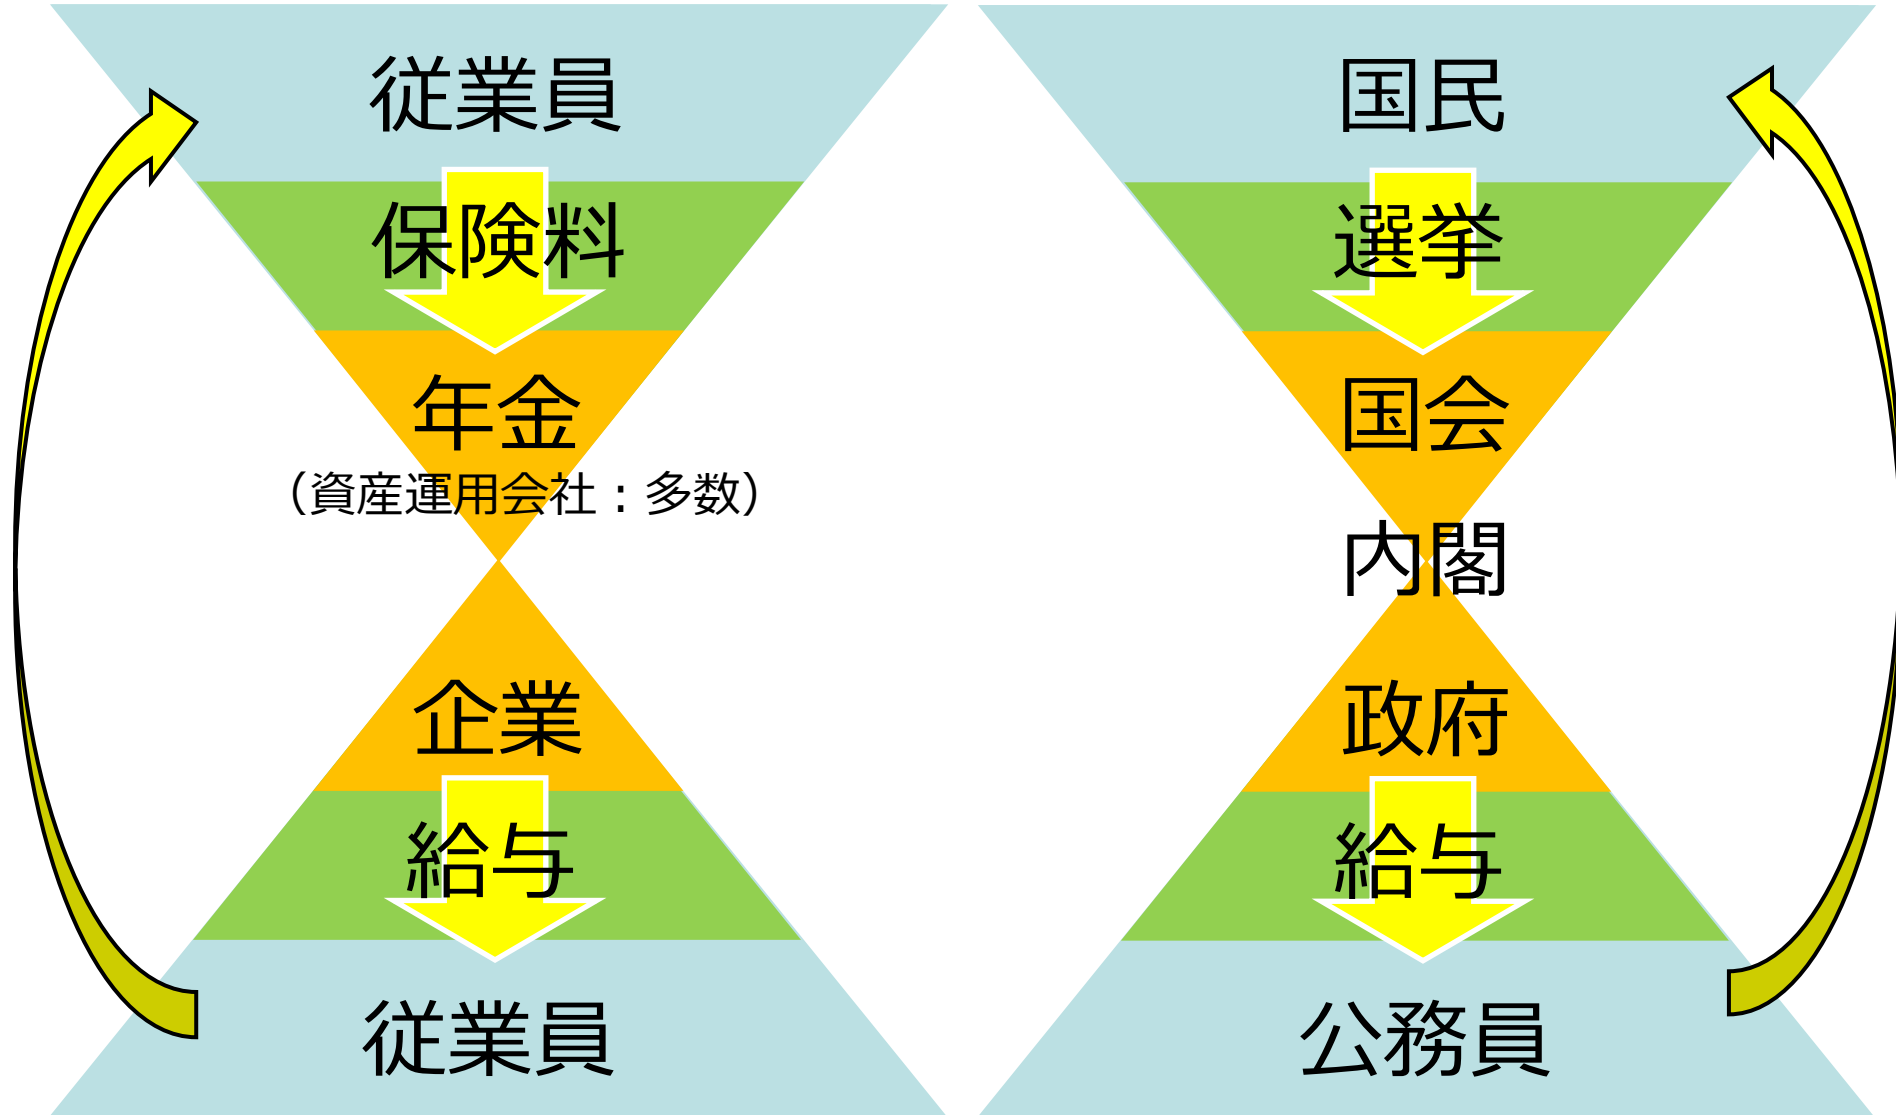 従業員
保険料
年金
（資産運用会社：多数）
企業
給与
従業員
国民
選挙
国会
内閣
政府
給与
公務員